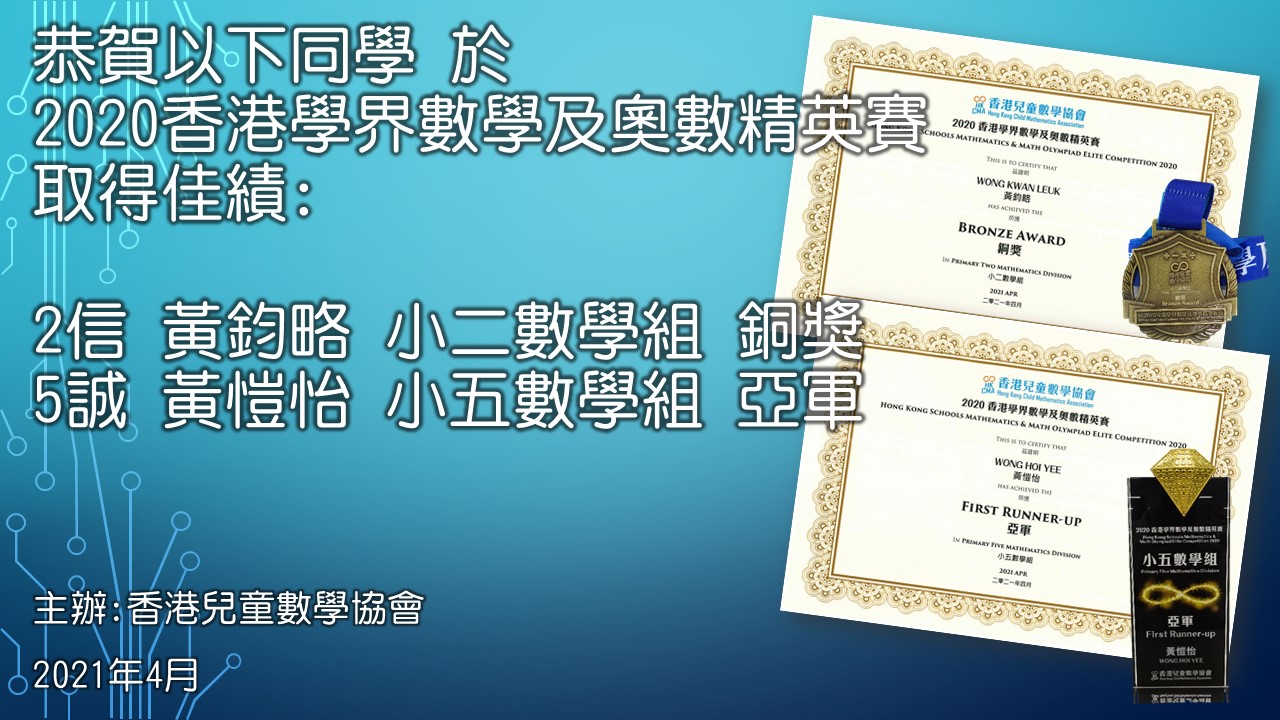 恭賀以下同學 於
2020香港學界數學及奧數精英賽
取得佳績:
2信 黃鈞略 小二數學組 銅獎
5誠 黃愷怡 小五數學組 亞軍
主辦:香港兒童數學協會
2021年4月
HK CMA 香港兒童數學協會
Hong Kong Child Mathematics Association
2020 香港學界數學及奧數精英賽
Schools Mathematics & Math Olympiad Elite Competition 2020
This is to certify that
茲證明
WONG KWAN LEUK
黃鈞略
has achieved the
榮獲
Bronze Award
銅獎
in Primary Two Mathematics Division
小二數學組
2021 Apr
二零二一年四月
Bronze Award
HK CMA 香港兒童數學協會
Hong Kong Child Mathematics Association
2020 香港學界數學及奧數精英賽
Hong Kong Schools Mathematics & Math Olympiad Elite Competition 2020
This is to certify that
茲證明
WONG HOI YEE
黃愷怡
has achieved the
榮獲
First Runner-up
亞軍
in Primary Five Mathematics Division
小五數學組
2021 Apr
二零二一年四月
2020 香港學界數學及奧數精英賽
Hong Kong Schools Mathematics &
Math Olympiad Elite Competition 2020
小五數學組
Primary Five Mathematics Division
亞軍
First Runner-up
黃愷怡
WONG HOI YEE
香港兒童數學協會